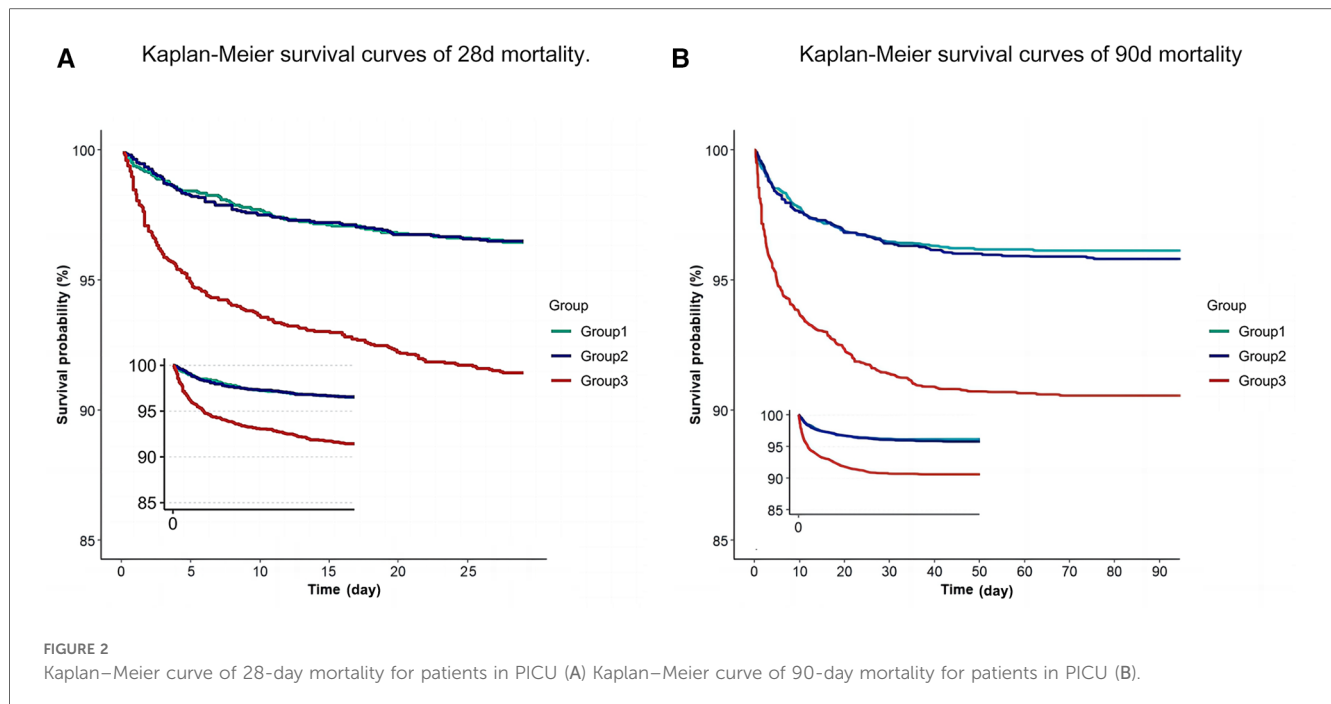 A
Kaplan-Meier survival curves of 28d mortality.
100
95
90
85
Survival probability (%)
0
5
10
15
20
25
Time (day)
Group
Group1
Group2
Group3
100
95
90
85
0
B
Kaplan-Meier survival curves of 90d mortality
100
95
90
85
Survival probability (%)
0
10
20
30
40
50
60
70
80
90
Time (day)
Group
Group1
Group2
Group3
100
95
90
85
0
FIGURE 2
Kaplan–Meier curve of 28-day mortality for patients in PICU (A) Kaplan–Meier curve of 90-day mortality for patients in PICU (B).